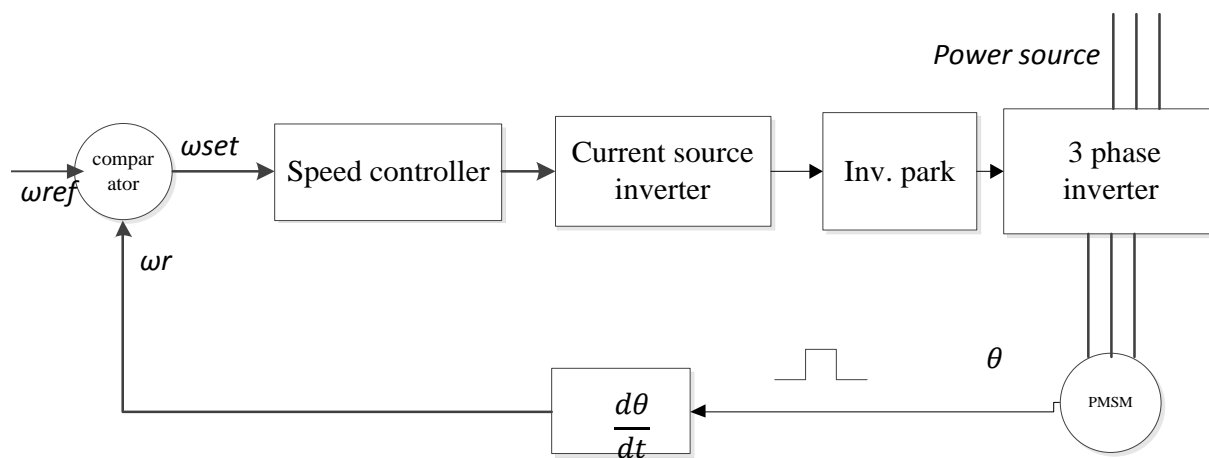 Power source
compar
ator
ωset
Speed controller
Current source
inverter
Inv. park
3 phase
inverter
ωref
ωr
θ
dθ
dt
PMSM